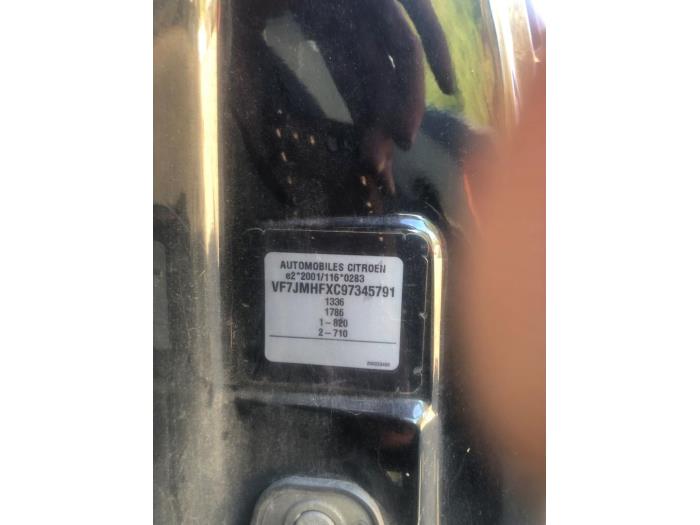 AUTOMOBILES CITROEN
e2*2001/116*0283
VF7JMHFXC97345791
1336
1786
1-820
2-710